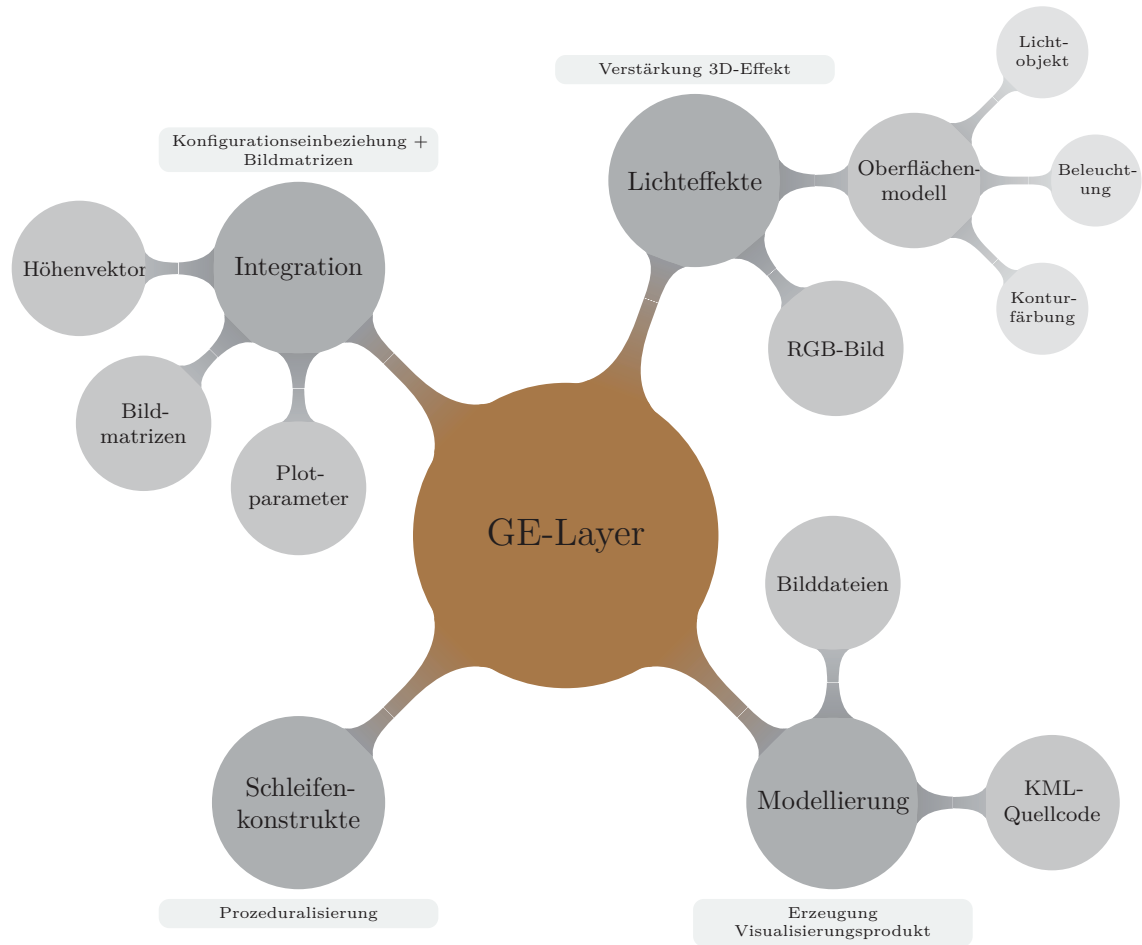 Licht-
objekt
Verstärkung 3D-Effekt
Konfigurationseinbeziehung +
Bildmatrizen
Lichteffekte
Oberflächen-
modell
Beleucht-
ung
Höhenvektor
Integration
Kontur-
färbung
RGB-Bild
Bild-
matrizen
Plot-
parameter
GE-Layer
Bilddateien
Schleifen-
konstrukte
Modellierung
KML-
Quellcode
Prozeduralisierung
Erzeugung
Visualisierungsprodukt